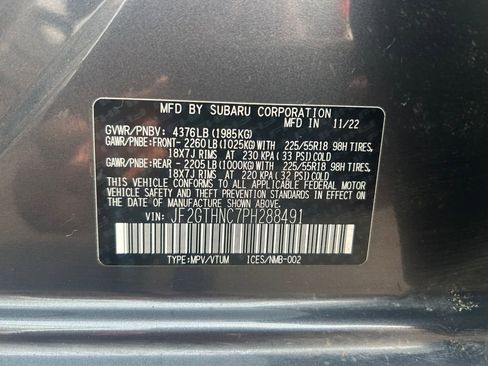 MFD BY SUBARU CORPORATION IN 11/22
GVWR/PNBV: 4376LB (1985KG)
GAWR/PNBE:FRONT- 2260LB (1025KG)WITH 225/55R18 98H TIRES,
18X7J RIMS AT 230 KPA ( 33 PSI) COLD
GAWR/PNBE:REAR - 2205LB (1000KG)WITH 225/55R18 98H TIRES,
18X7J RIMS AT 220 KPA ( 32 PSI) COLD
THIS VEHICLE CONFORMS TO ALL APPLICABLE FEDERAL MOTOR
VEHICLE SAFETY AND THEFT PREVENTION STANDARDS IN EFFECT
ON THE DATE OF MANUFACTURE SHOWN ABOVE.
VIN: JF2GTHNC7PH288491
TYPE:MPV/VTUM ICES/NMB-002